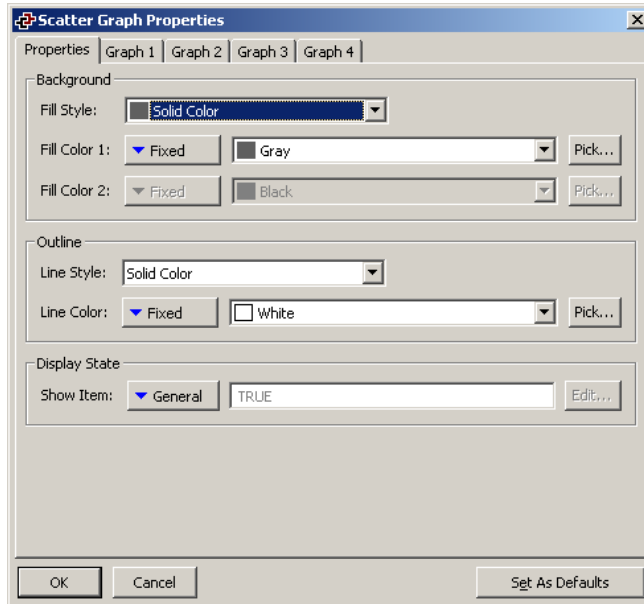 Scatter Graph Properties
Properties Graph 1 Graph 2 Graph 3 Graph 4
Background
Fill Style: Solid Color
Fill Color 1: Fixed Gray Pick...
Fill Color 2: Fixed Black Pick...
Outline
Line Style: Solid Color
Line Color: Fixed White Pick...
Display State
Show Item: General TRUE Edit...
OK Cancel Set As Defaults